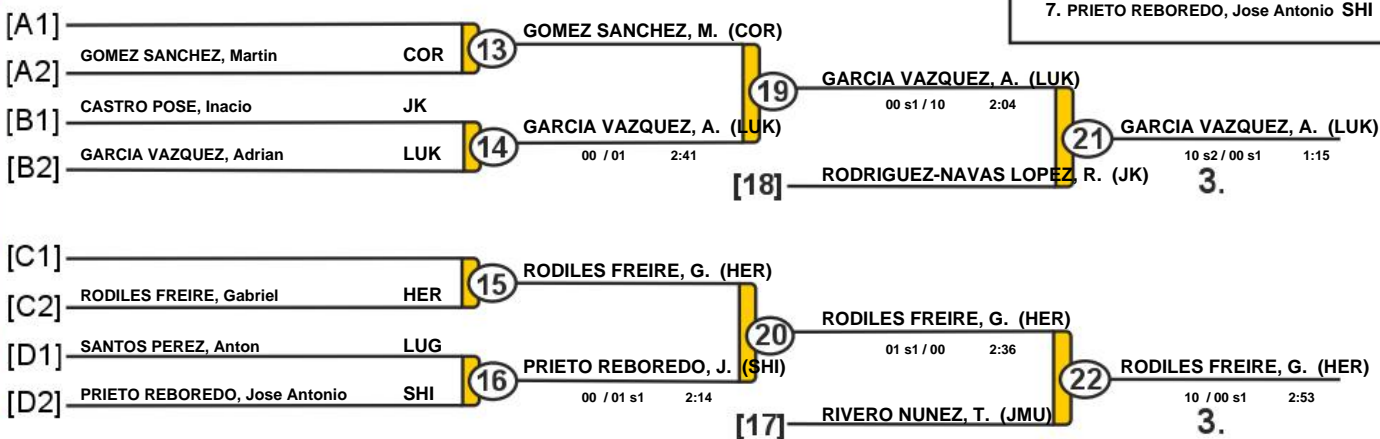 7. PRIETO REBOREDO, Jose Antonio SHI
[A1]
GOMEZ SANCHEZ, Martin COR
[A2]
13
GOMEZ SANCHEZ, M. (COR)
CASTRO POSE, Inacio JK
[B1]
GARCIA VAZQUEZ, Adrian LUK
[B2]
14
GARCIA VAZQUEZ, A. (LUK)
00 / 01 2:41
19
GARCIA VAZQUEZ, A. (LUK)
00 s1 / 10 2:04
[18]
RODRIGUEZ-NAVAS LOPEZ, R. (JK)
21
GARCIA VAZQUEZ, A. (LUK)
10 s2 / 00 s1 1:15
3.
[C1]
RODILES FREIRE, Gabriel HER
[C2]
15
RODILES FREIRE, G. (HER)
[D1]
SANTOS PEREZ, Anton LUG
PRIETO REBOREDO, Jose Antonio SHI
[D2]
16
PRIETO REBOREDO, J. (SHI)
00 / 01 s1 2:14
20
RODILES FREIRE, G. (HER)
01 s1 / 00 2:36
[17]
RIVERO NUNEZ, T. (JMU)
22
RODILES FREIRE, G. (HER)
10 / 00 s1 2:53
3.